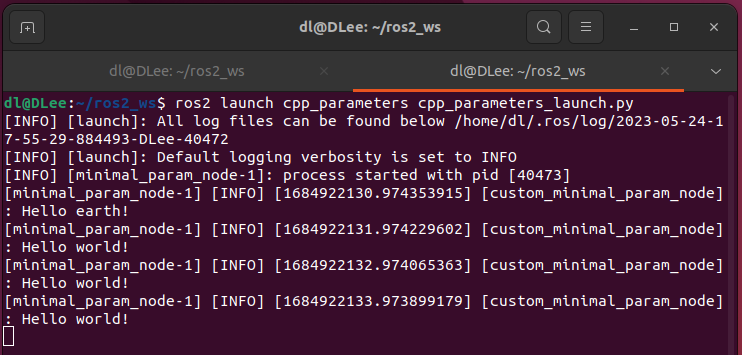 dl@DLee: ~/ros2_ws
dl@DLee: ~/ros2_ws
dl@DLee: ~/ros2_ws
dl@DLee:~/ros2_ws$ ros2 launch cpp_parameters cpp_parameters_launch.py
[INFO] [launch]: All log files can be found below /home/dl/.ros/log/2023-05-24-1
7-55-29-884493-DLee-40472
[INFO] [launch]: Default logging verbosity is set to INFO
[INFO] [minimal_param_node-1]: process started with pid [40473]
[minimal_param_node-1] [INFO] [1684922130.974353915] [custom_minimal_param_node]
: Hello earth!
[minimal_param_node-1] [INFO] [1684922131.974229602] [custom_minimal_param_node]
: Hello world!
[minimal_param_node-1] [INFO] [1684922132.974065363] [custom_minimal_param_node]
: Hello world!
[minimal_param_node-1] [INFO] [1684922133.973899179] [custom_minimal_param_node]
: Hello world!